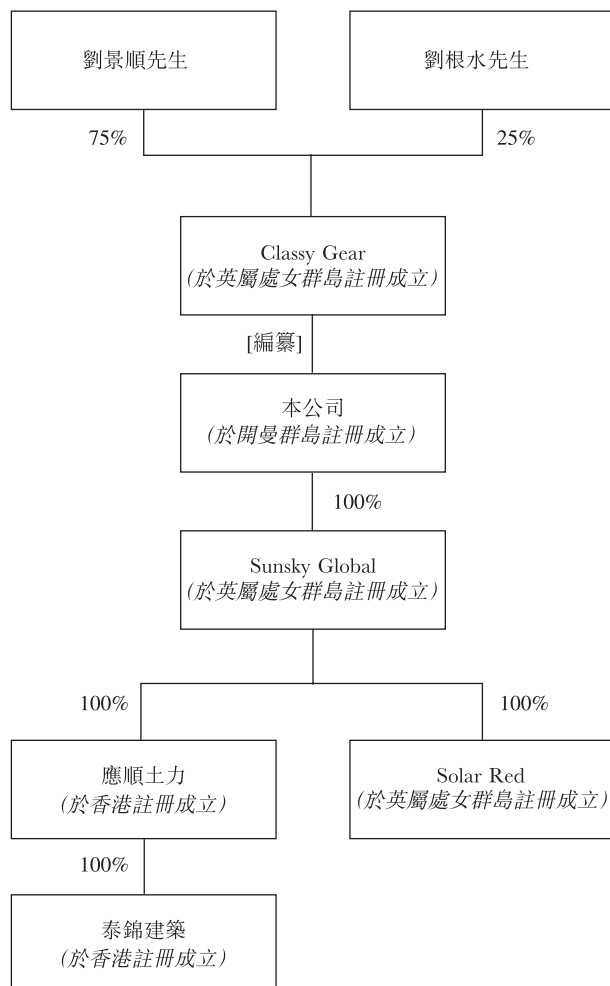 劉景順先生
劉根水先生
75%
25%
Classy Gear
(於英屬處女群島註冊成立)
[編纂]
本公司
(於開曼群島註冊成立)
100%
Sunsky Global
(於英屬處女群島註冊成立)
100%
100%
應順土力
(於香港註冊成立)
Solar Red
(於英屬處女群島註冊成立)
100%
泰錦建築
(於香港註冊成立)